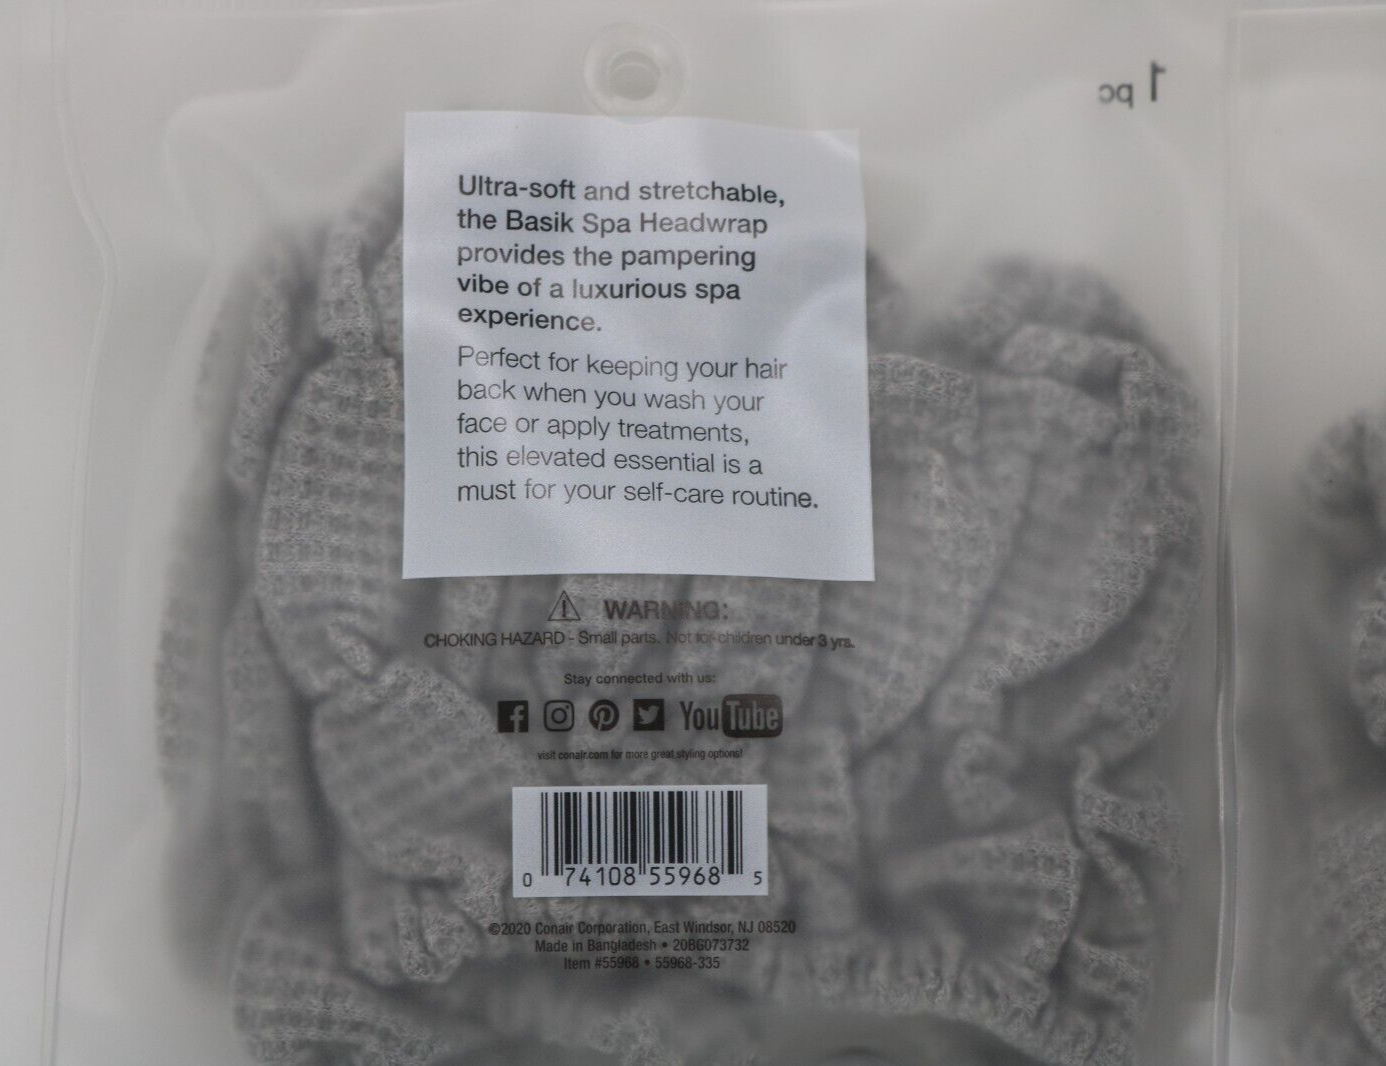 1 pc
Ultra-soft and stretchable,
the Basik Spa Headwrap
provides the pampering
vibe of a luxurious spa
experience.
Perfect for keeping your hair
back when you wash your
face or apply treatments,
this elevated essential is a
must for your self-care routine.
WARNING:
CHOKING HAZARD - Small parts. Not for children under 3 yrs.
Stay connected with us:
YouTube
visit conair.com for more great styling options!
0 74108 55968 5
©2020 Conair Corporation, East Windsor, NJ 08520
Made in Bangladesh • 20BG073732
Item #55968 • 55968-335